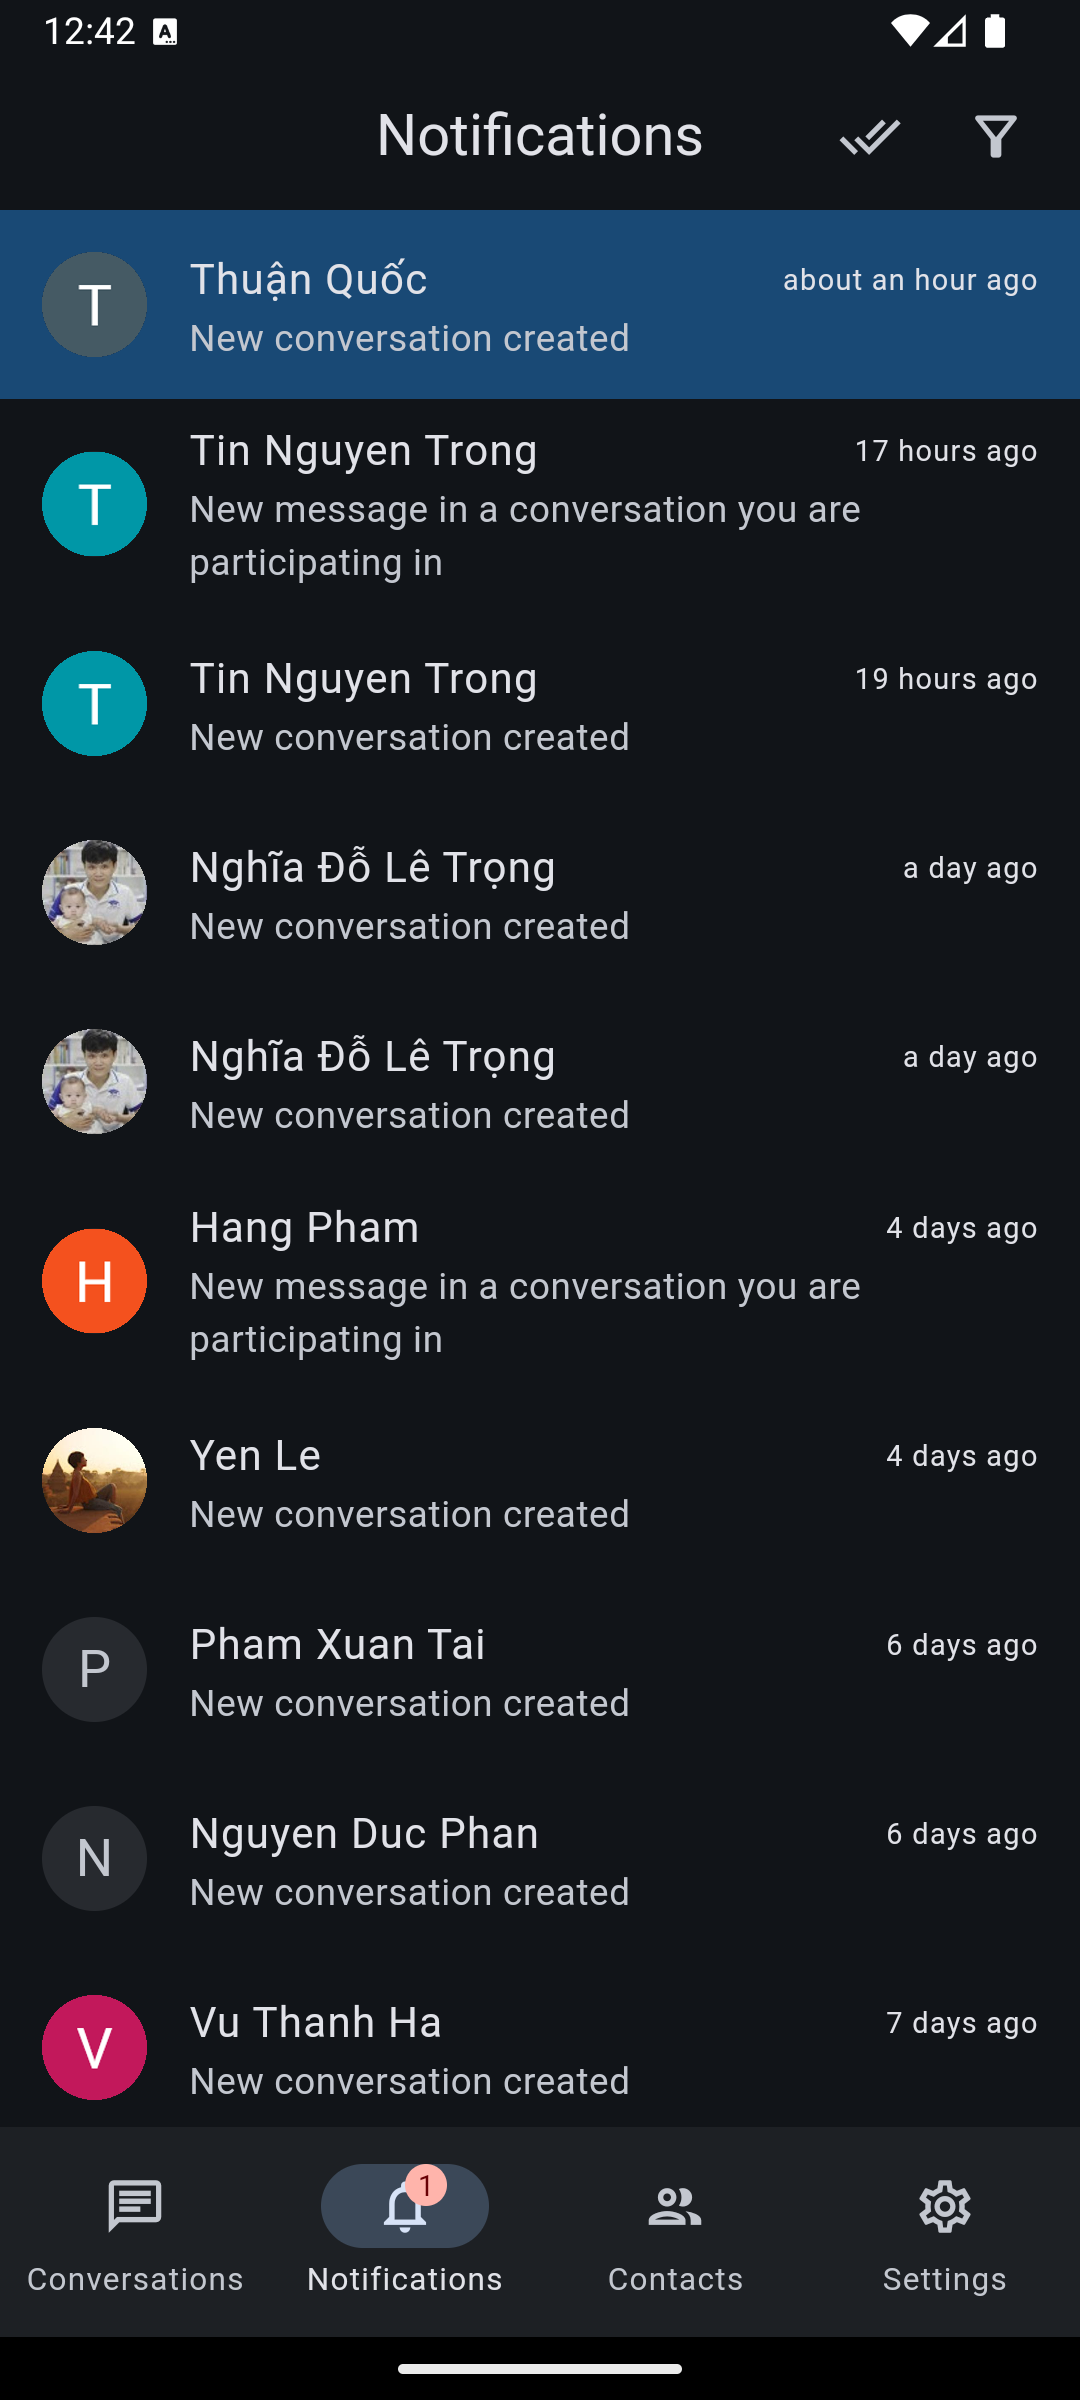 12:42
Notifications
T
Thuận Quốc
about an hour ago
New conversation created
T
Tin Nguyen Trong
17 hours ago
New message in a conversation you are
participating in
T
Tin Nguyen Trong
19 hours ago
New conversation created
Nghĩa Đỗ Lê Trọng
a day ago
New conversation created
Nghĩa Đỗ Lê Trọng
a day ago
New conversation created
H
Hang Pham
4 days ago
New message in a conversation you are
participating in
Yen Le
4 days ago
New conversation created
P
Pham Xuan Tai
6 days ago
New conversation created
N
Nguyen Duc Phan
6 days ago
New conversation created
V
Vu Thanh Ha
7 days ago
New conversation created
1
Conversations
Notifications
Contacts
Settings